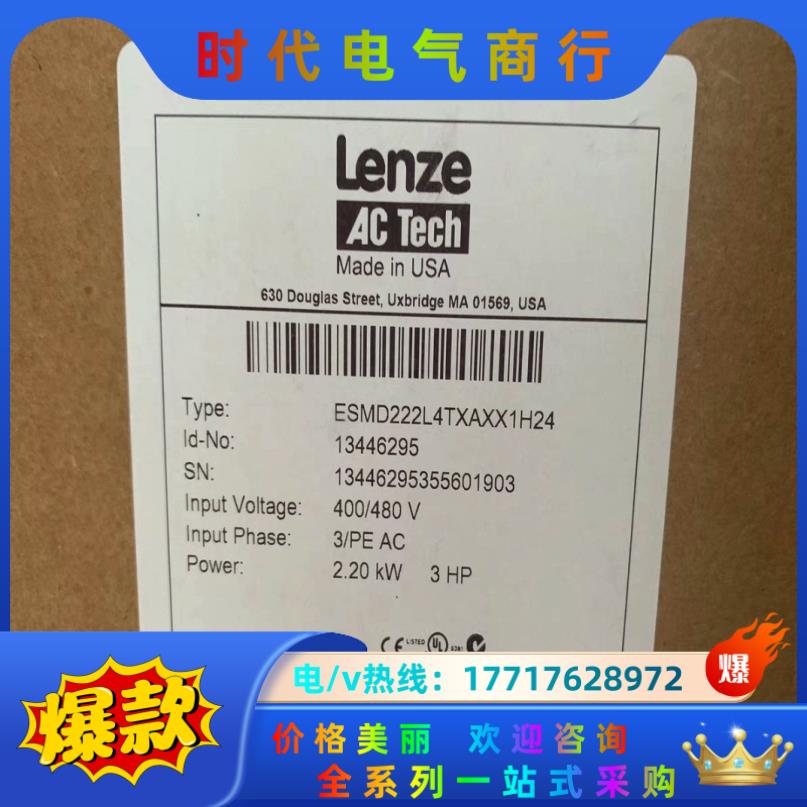 时代电气商行
Lenze
AC Tech
Made in USA
630 Douglas Street, Uxbridge MA 01569, USA
Type: ESMD222L4TXAXX1H24
Id-No: 13446295
SN: 13446295355601903
Input Voltage: 400/480 V
Input Phase: 3/PE AC
Power: 2.20 kW 3 HP
CE LISTED UL
电/v热线：17717628972
爆
爆款
价格美丽 欢迎咨询
全系列一站式采购